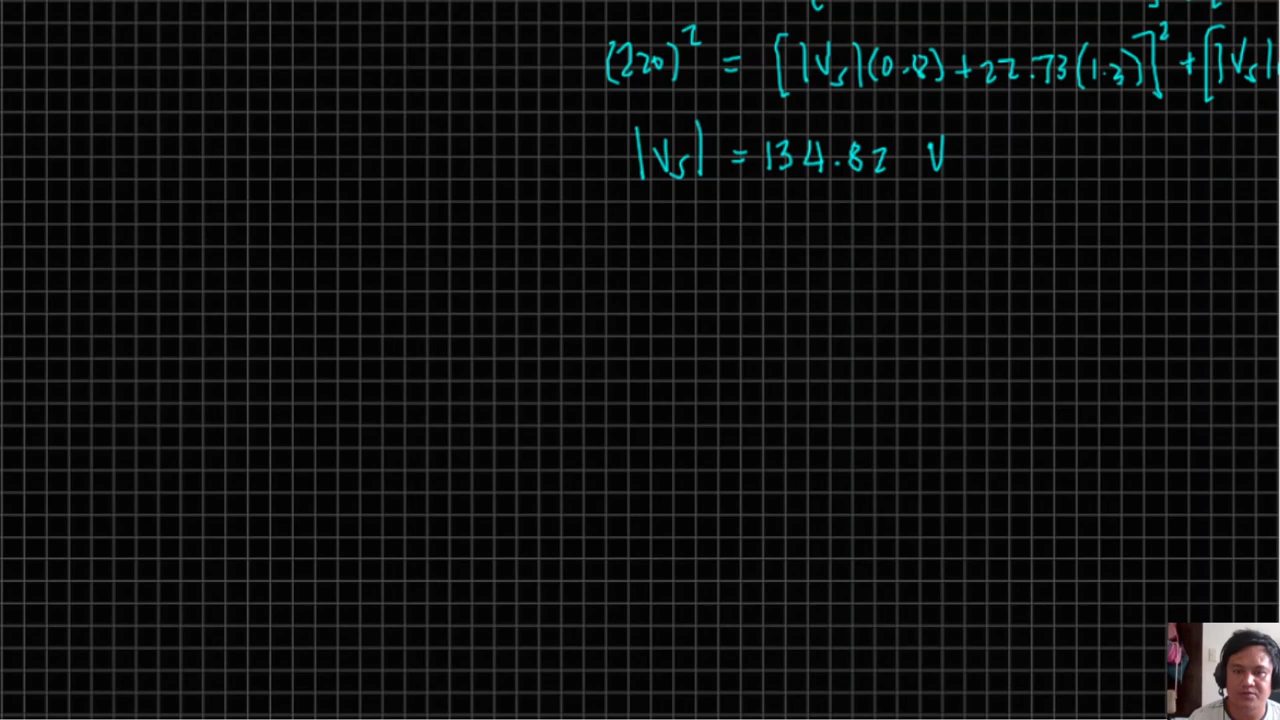 (220)² = [|Vs|(0.8)+22.73(1.3)]² + [|Vs|
|Vs| = 134.82 V